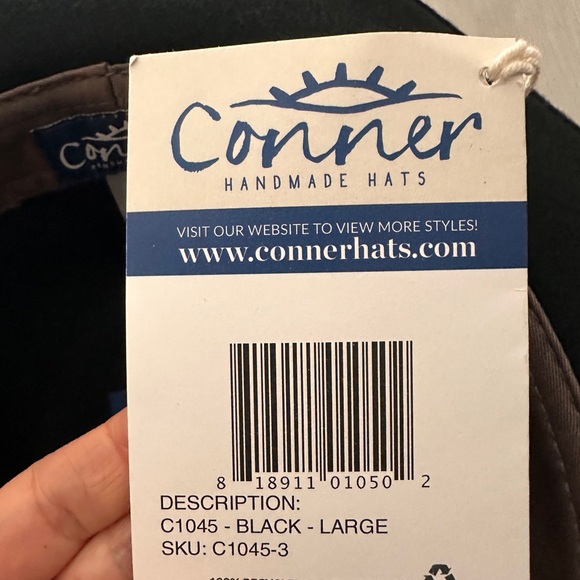 Conner
HANDMADE HATS
VISIT OUR WEBSITE TO VIEW MORE STYLES!
www.connerhats.com
8 18911 01050 2
DESCRIPTION:
C1045 - BLACK - LARGE
SKU: C1045-3
Conner